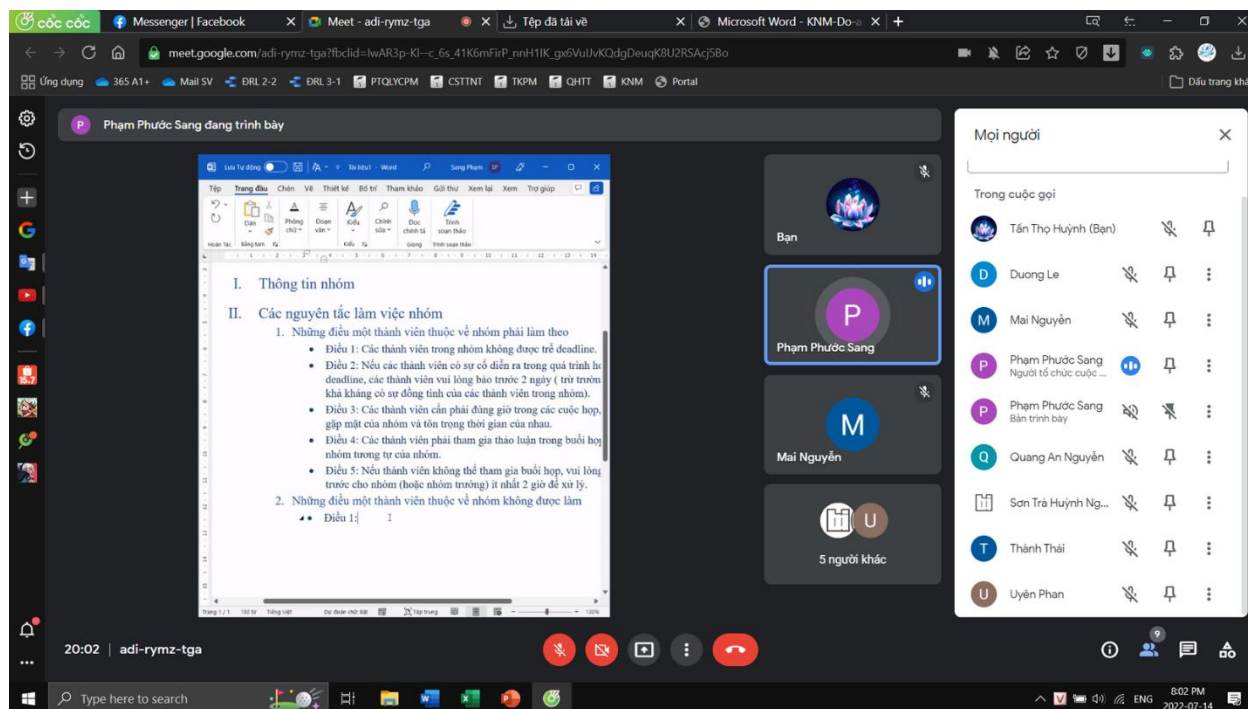 cốc cốc
Messenger | Facebook
Meet - adi-rymz-tga
Tệp đã tải về
Microsoft Word - KNM-Do-a
meet.google.com/adi-rymz-tga?fbclid=
Ứng dụng
365 A1+
Mail SV
ĐRL 2-2
ĐRL 3-1
PTQLYCPM
CSTTNT
TKPM
QHTT
KNM
Portal
Dấu trang khá
P
Phạm Phước Sang đang trình bày
Lưu Tự động
Tài liệu1 - Word
Sang Phạm
SP
Tệp Trang đầu Chèn Vẽ Thiết kế Bố trí Tham khảo Gửi thư Xem lại Xem Trợ giúp
Dán
Phông chữ
Đoạn văn
Kiểu
Chỉnh sửa
Đọc chính tả
Trình soạn thảo
Hoàn tác
Bảng tạm
Kiểu
Giọng
Trình soạn thảo
I. Thông tin nhóm
II. Các nguyên tắc làm việc nhóm
1. Những điều một thành viên thuộc về nhóm phải làm theo
• Điều 1: Các thành viên trong nhóm không được trễ deadline.
• Điều 2: Nếu các thành viên có sự cố diễn ra trong quá trình ho
deadline, các thành viên vui lòng báo trước 2 ngày ( trừ trườn
khả kháng có sự đồng tình của các thành viên trong nhóm).
• Điều 3: Các thành viên cần phải đúng giờ trong các cuộc họp,
gặp mặt của nhóm và tôn trọng thời gian của nhau.
• Điều 4: Các thành viên phải tham gia thảo luận trong buổi họp
nhóm tương tự của nhóm.
• Điều 5: Nếu thành viên không thể tham gia buổi họp, vui lòng
trước cho nhóm (hoặc nhóm trưởng) ít nhất 2 giờ để xử lý.
2. Những điều một thành viên thuộc về nhóm không được làm
• Điều 1:
Trang 1 / 1
Tiếng Việt
Tập trung
130%
Bạn
P
Phạm Phước Sang
M
Mai Nguyễn
U
5 người khác
Mọi người
Trong cuộc gọi
Tấn Thọ Huỳnh (Bạn)
D
Duong Le
M
Mai Nguyễn
P
Phạm Phước Sang
Người tổ chức cuộc ...
P
Phạm Phước Sang
Bản trình bày
Q
Quang An Nguyễn
Sơn Trà Huỳnh Ng...
T
Thành Thái
U
Uyên Phan
15.7
20:02 | adi-rymz-tga
9
Type here to search
ENG
8:02 PM
2022-07-14